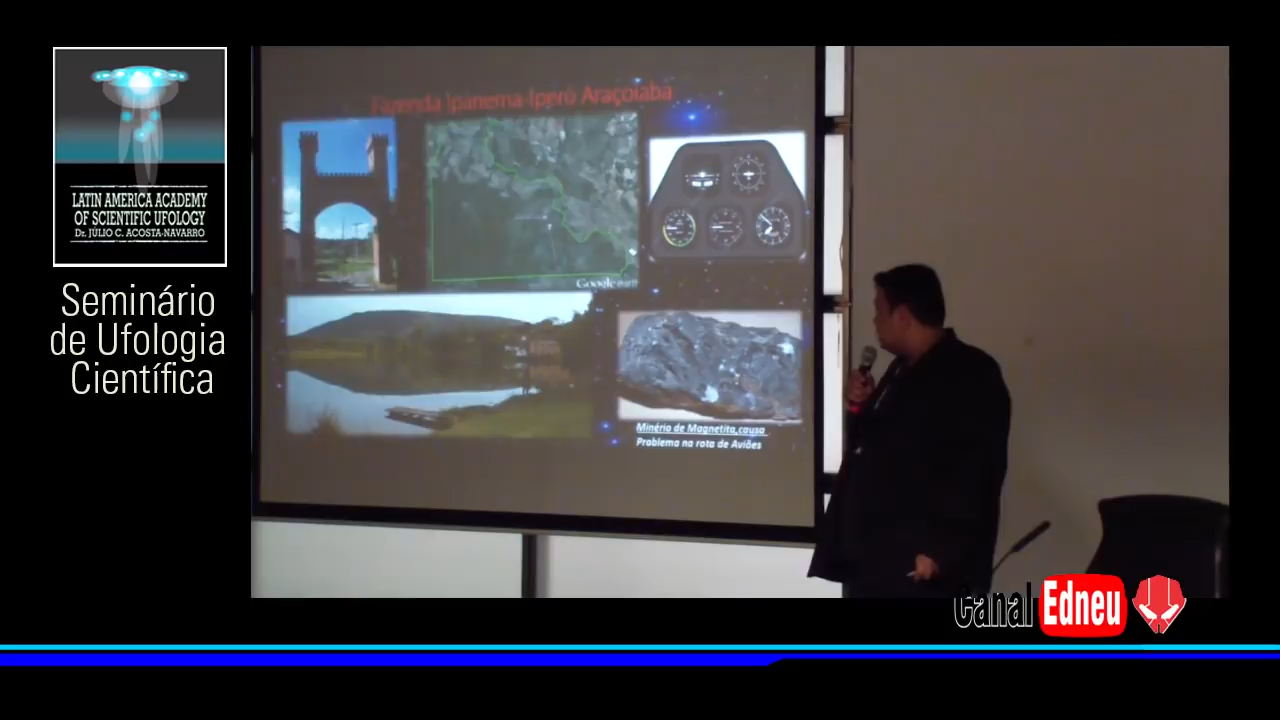 LATIN AMERICA ACADEMY
OF SCIENTIFIC UFOLOGY
Dr. JÚLIO C. ACOSTA-NAVARRO
Seminário
de Ufologia
Científica
Fazenda Ipanema-Iperó Araçoiaba
Google
Minério de Magnetita,causa
Problema na rota de Aviões
Canal Edneu